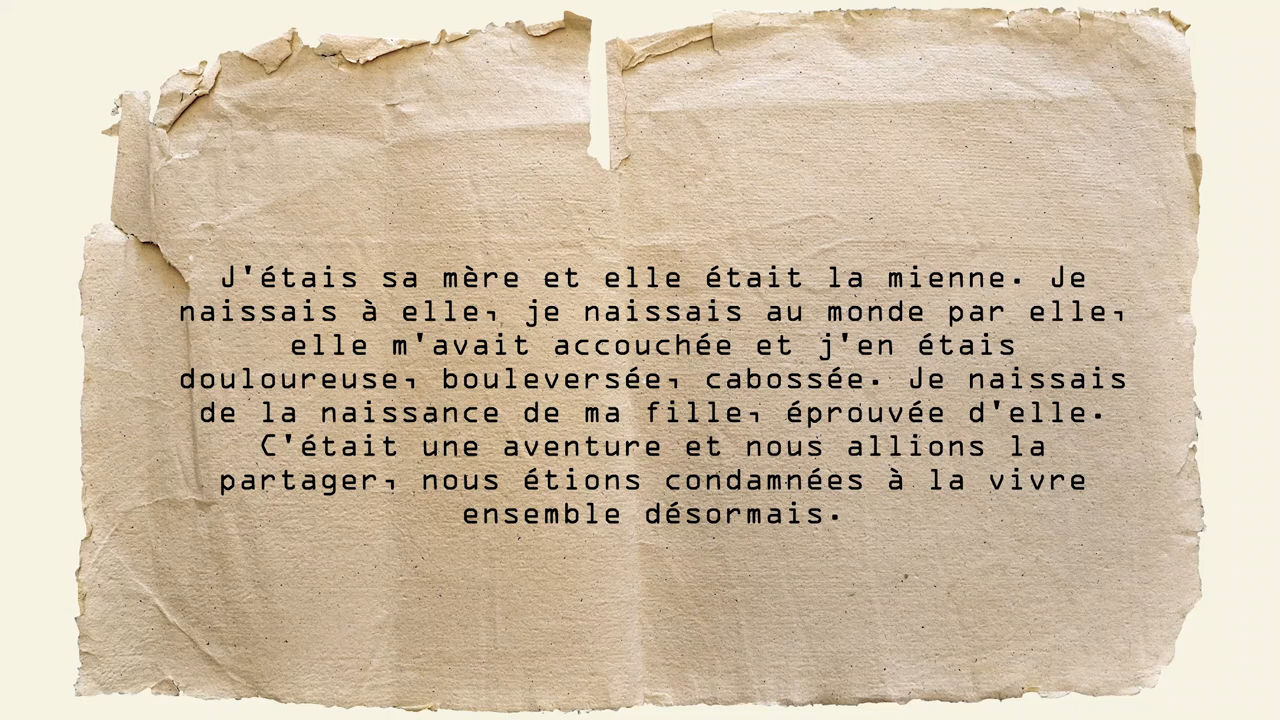 J'étais sa mère et elle était la mienne. Je
naissais à elle, je naissais au monde par elle,
elle m'avait accouchée et j'en étais
douloureuse, bouleversée, cabossée. Je naissais
de la naissance de ma fille, éprouvée d'elle.
C'était une aventure et nous allions la
partager, nous étions condamnées à la vivre
ensemble désormais.